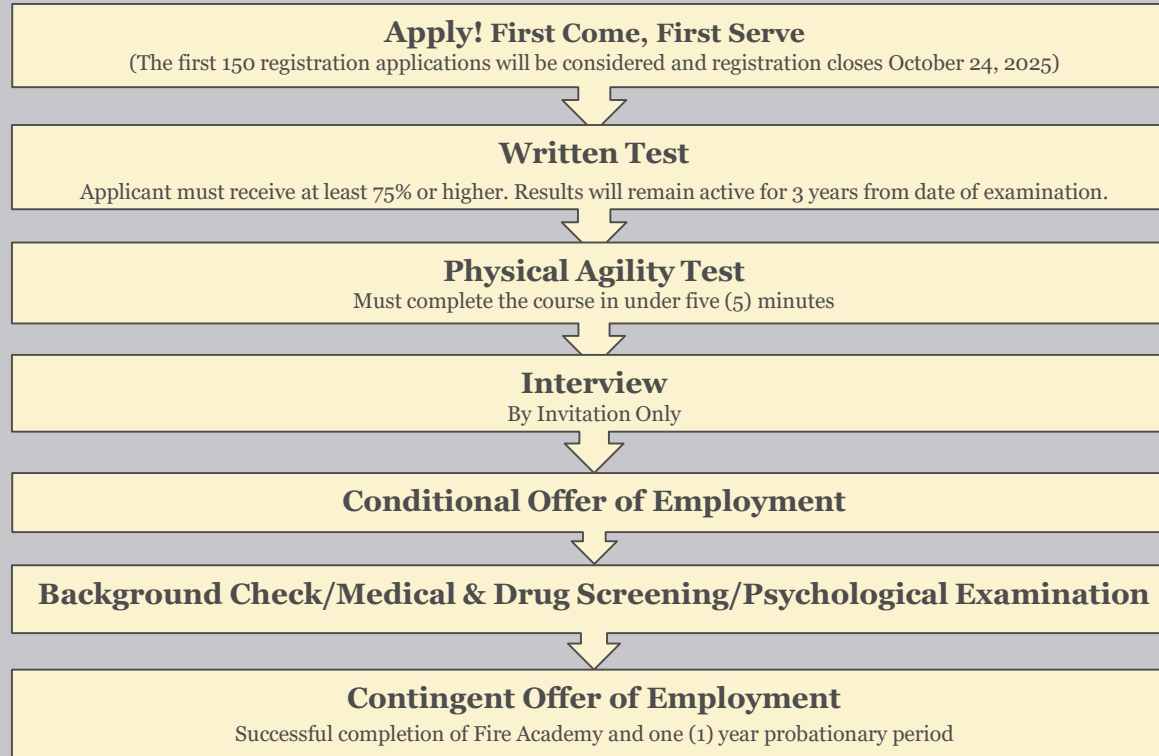 Apply! First Come, First Serve
(The first 150 registration applications will be considered and registration closes October 24, 2025)
Written Test
Applicant must receive at least 75% or higher. Results will remain active for 3 years from date of examination.
Physical Agility Test
Must complete the course in under five (5) minutes
Interview
By Invitation Only
Conditional Offer of Employment
Background Check/Medical & Drug Screening/Psychological Examination
Contingent Offer of Employment
Successful completion of Fire Academy and one (1) year probationary period